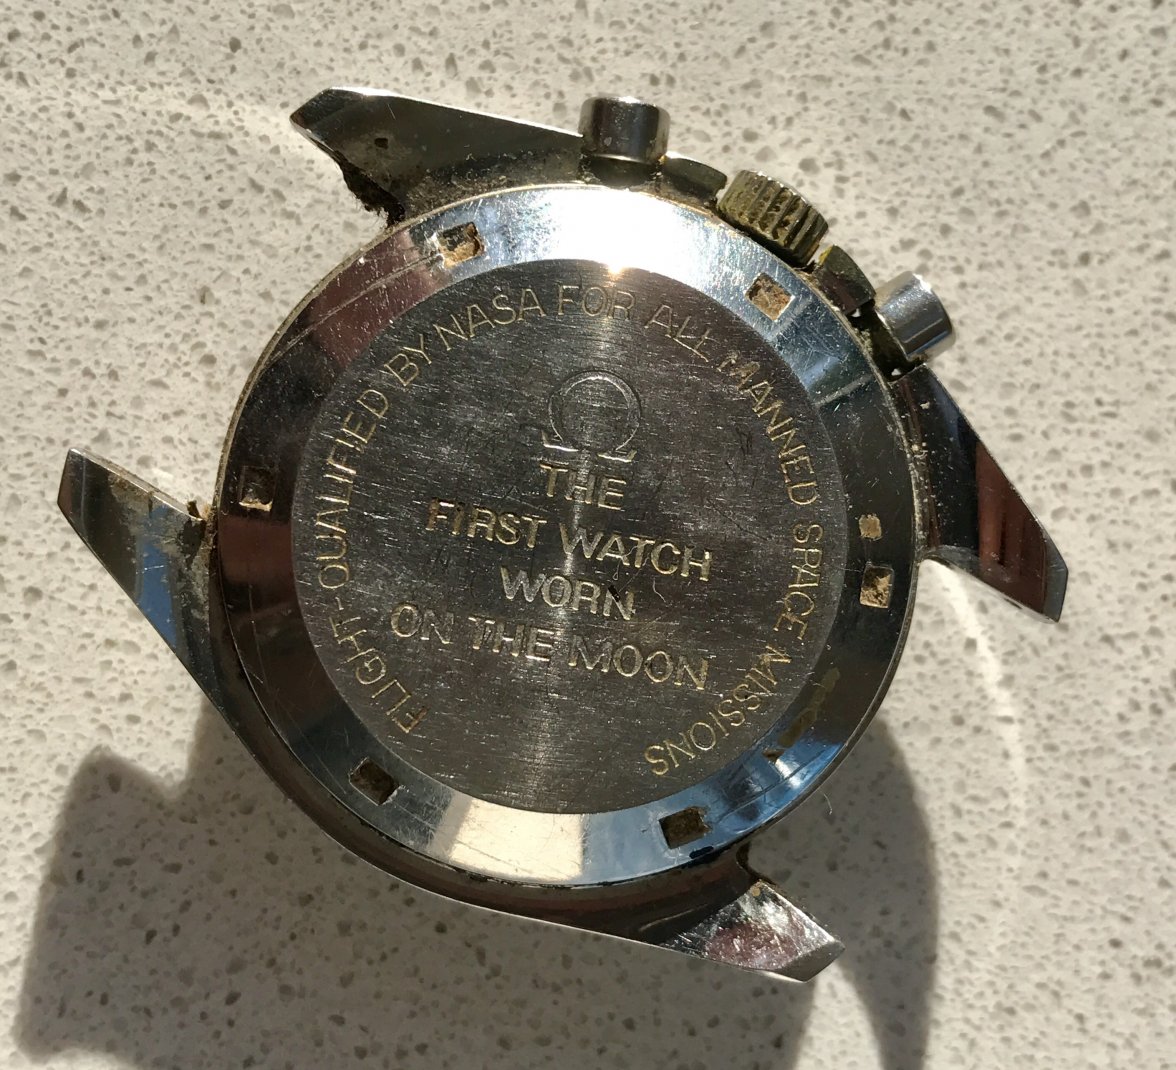 FLIGHT-QUALIFIED BY NASA FOR ALL MANNED SPACE MISSIONS
Ω
THE
FIRST WATCH
WORN
ON THE MOON